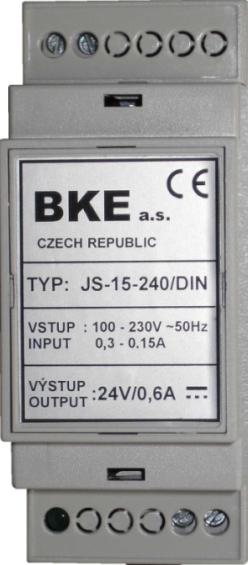 CE
BKE a.s.
CZECH REPUBLIC
TYP: JS-15-240/DIN
VSTUP : 100 - 230V ~50Hz
INPUT 0,3 - 0.15A
VÝSTUP
OUTPUT :24V/0,6A